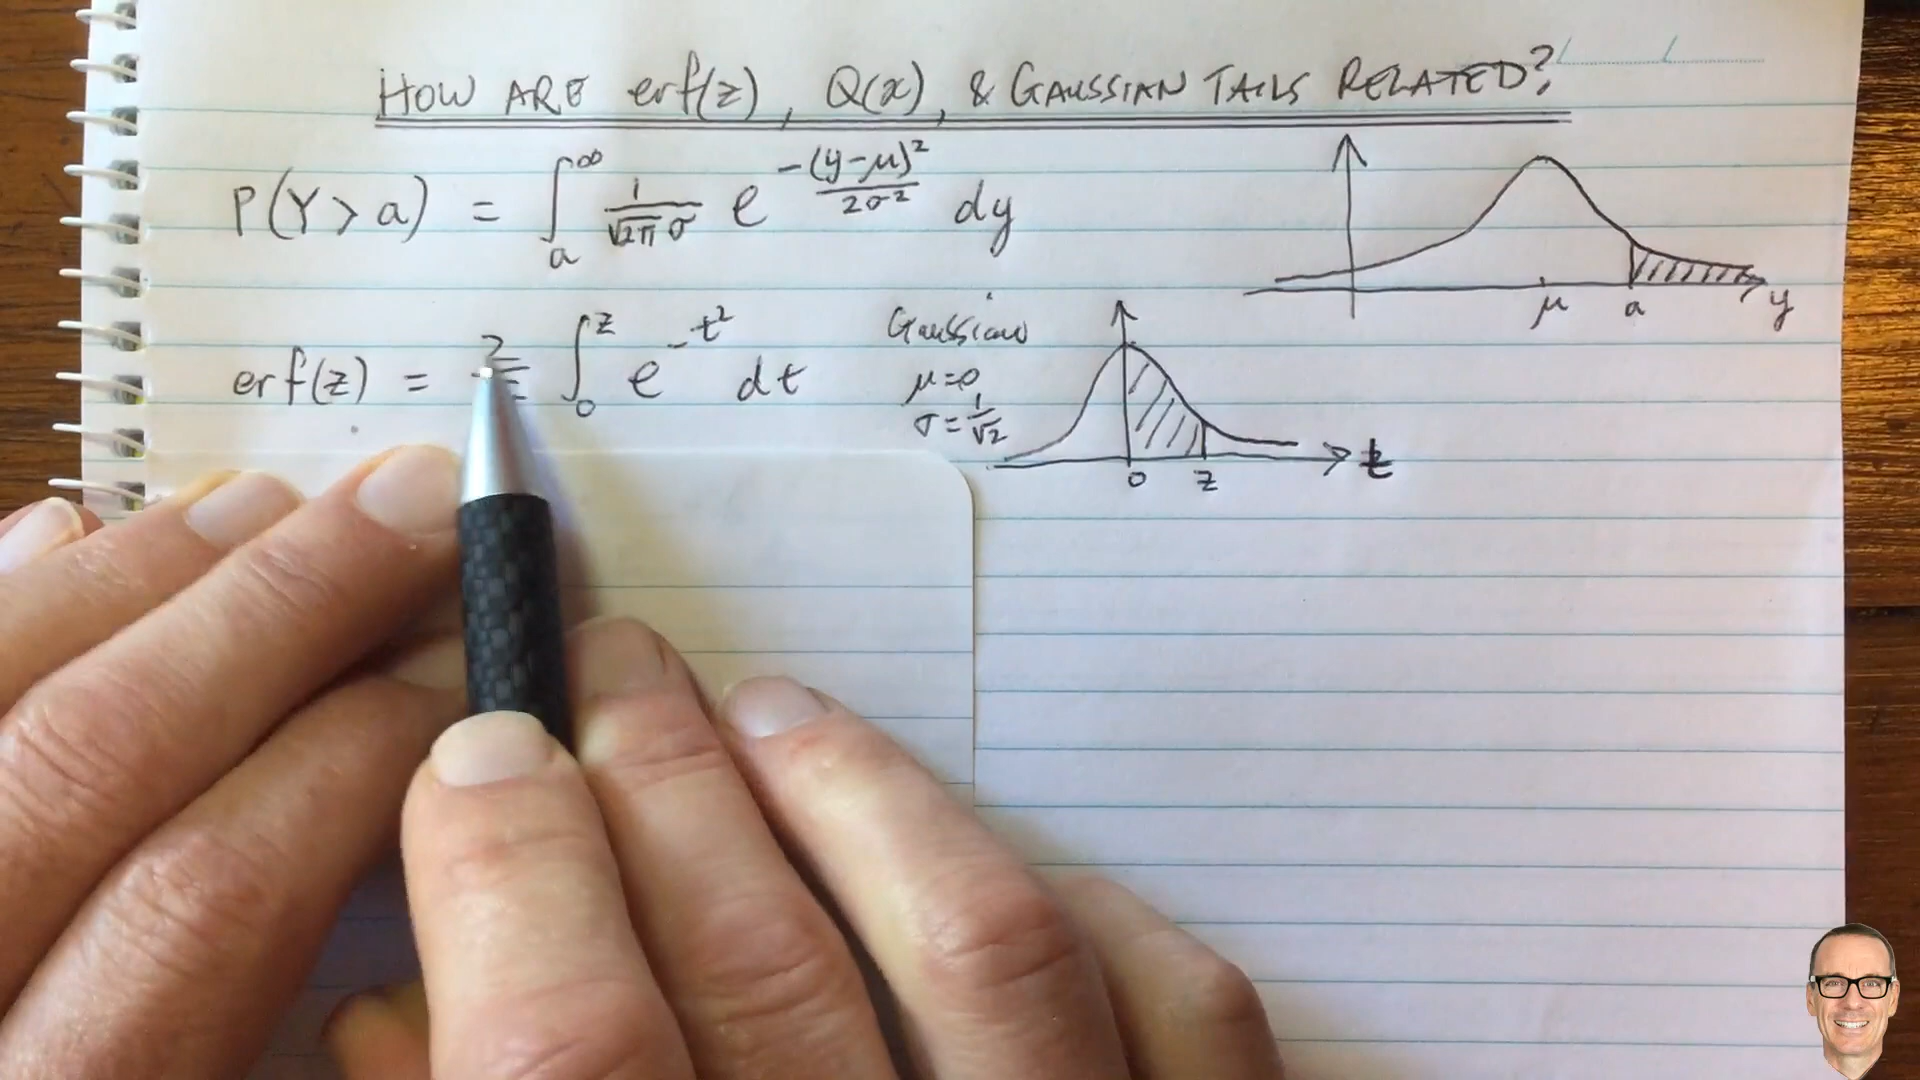 HOW ARE erf(z), Q(x), & GAUSSIAN TAILS RELATED?
P(Y > a) = ∫_a^∞ 1/(√2π σ) e^(-(y-μ)²/2σ²) dy
μ a y
erf(z) = 2 ∫_0^z e^(-t²) dt
Gaussian
μ=0
σ=1/√2
0 z t